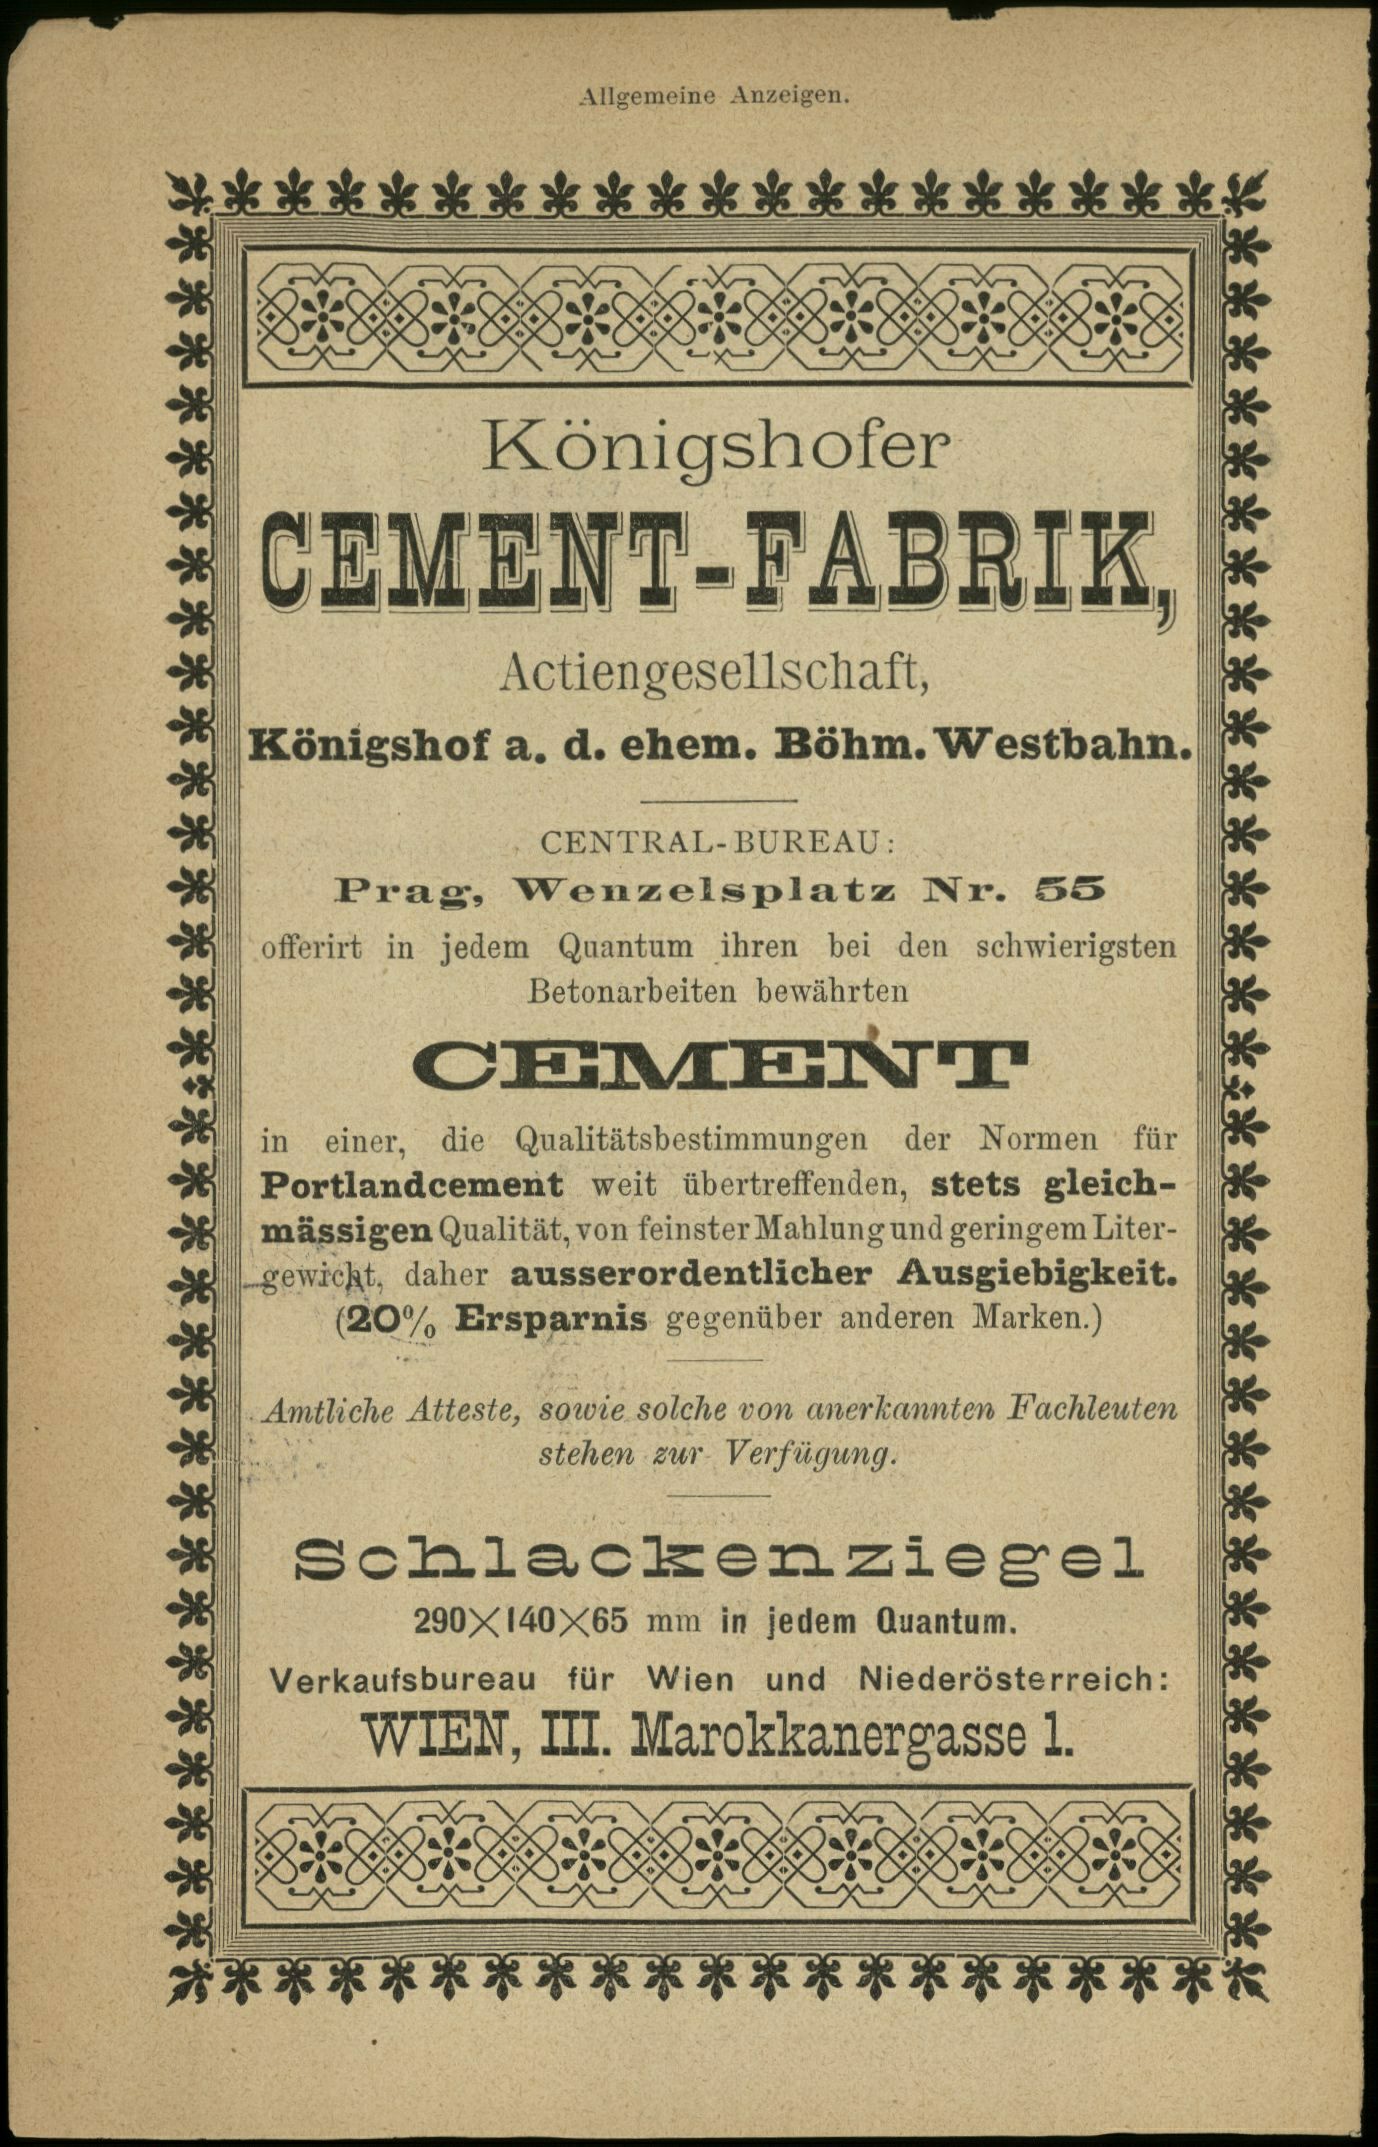 Allgemeine Anzeigen.
Königshofer
CEMENT-FABRIK,
Actiengesellschaft,
Königshof a. d. ehem. Böhm. Westbahn.
CENTRAL-BUREAU:
Prag, Wenzelsplatz Nr. 55
offerirt in jedem Quantum ihren bei den schwierigsten
Betonarbeiten bewährten
CEMENT
in einer, die Qualitätsbestimmungen der Normen für
Portlandcement weit übertreffenden, stets gleich-
mässigen Qualität, von feinster Mahlung und geringem Liter-
gewicht, daher ausserordentlicher Ausgiebigkeit.
(20% Ersparnis gegenüber anderen Marken.)
Amtliche Atteste, sowie solche von anerkannten Fachleuten
stehen zur Verfügung.
Schlackenziegel
290×140×65 mm in jedem Quantum.
Verkaufsbureau für Wien und Niederösterreich:
WIEN, III. Marokkanergasse 1.